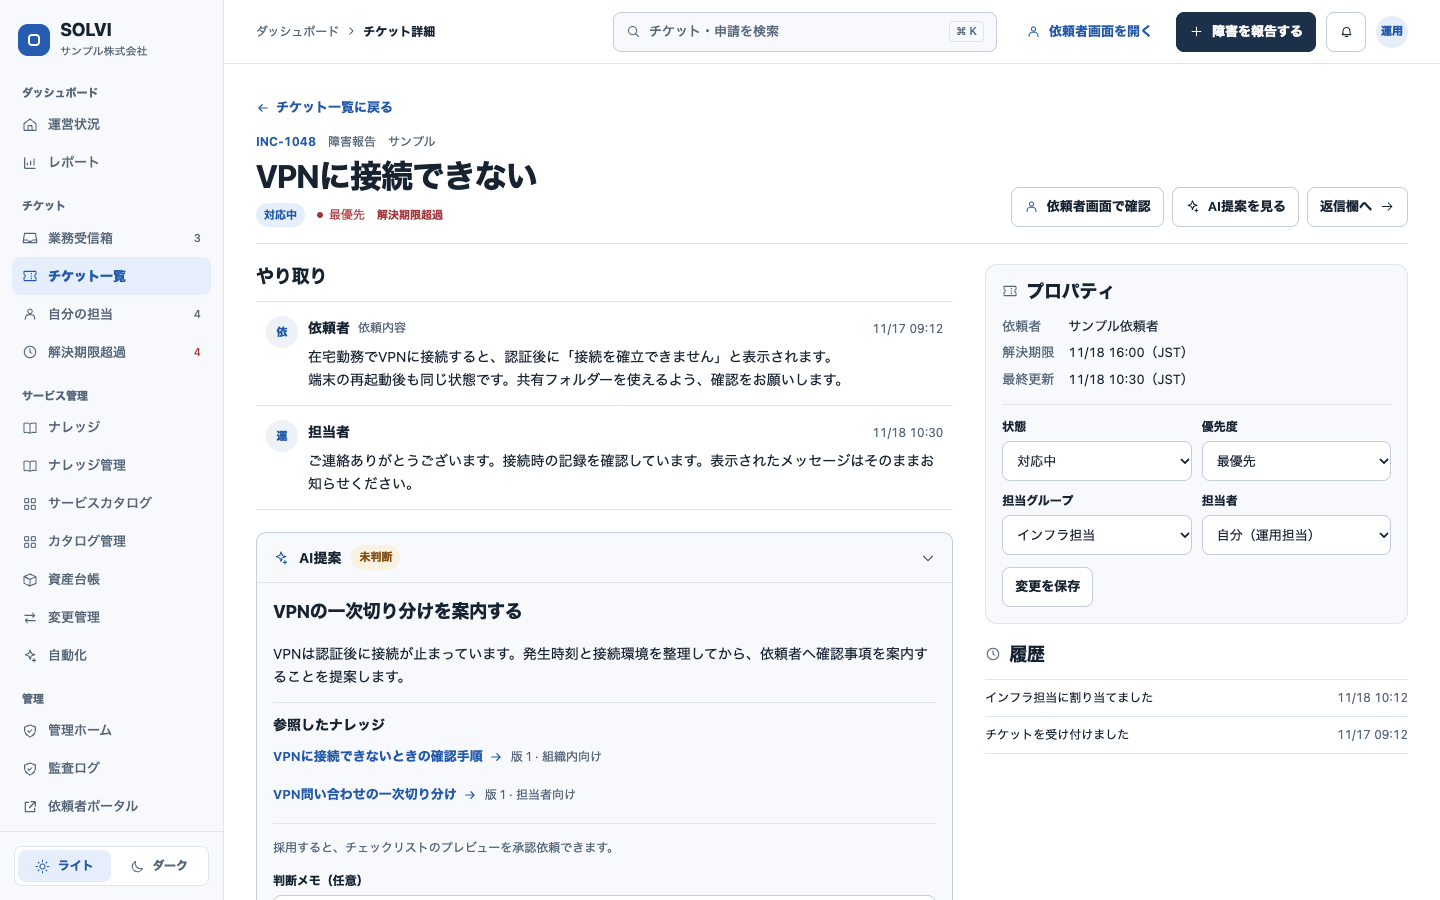 SOLVI
サンプル株式会社
ダッシュボード
運営状況
レポート
チケット
業務受信箱 3
チケット一覧
自分の担当 4
解決期限超過 4
サービス管理
ナレッジ
ナレッジ管理
サービスカタログ
カタログ管理
資産台帳
変更管理
自動化
管理
管理ホーム
監査ログ
依頼者ポータル
ライト ダーク
ダッシュボード > チケット詳細
チケット・申請を検索 ⌘ K
依頼者画面を開く
+ 障害を報告する
運用
← チケット一覧に戻る
INC-1048 障害報告 サンプル
VPNに接続できない
対応中 ● 最優先 解決期限超過
依頼者画面で確認
AI提案を見る
返信欄へ →
やり取り
依 依頼者 依頼内容 11/17 09:12
在宅勤務でVPNに接続すると、認証後に「接続を確立できません」と表示されます。
端末の再起動後も同じ状態です。共有フォルダーを使えるよう、確認をお願いします。
運 担当者 11/18 10:30
ご連絡ありがとうございます。接続時の記録を確認しています。表示されたメッセージはそのままお
知らせください。
AI提案 未判断
VPNの一次切り分けを案内する
VPNは認証後に接続が止まっています。発生時刻と接続環境を整理してから、依頼者へ確認事項を案内す
ることを提案します。
参照したナレッジ
VPNに接続できないときの確認手順 → 版 1 · 組織内向け
VPN問い合わせの一次切り分け → 版 1 · 担当者向け
採用すると、チェックリストのプレビューを承認依頼できます。
判断メモ（任意）
プロパティ
依頼者 サンプル依頼者
解決期限 11/18 16:00（JST）
最終更新 11/18 10:30（JST）
状態 優先度
対応中 最優先
担当グループ 担当者
インフラ担当 自分（運用担当）
変更を保存
履歴
インフラ担当に割り当てました 11/18 10:12
チケットを受け付けました 11/17 09:12